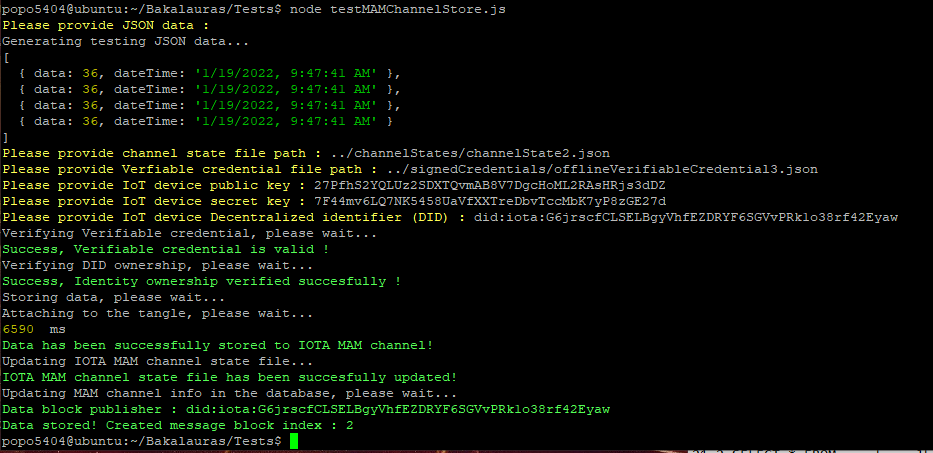 popo5404@ubuntu:~/Bakalauras/Tests$ node testMAMChannelStore.js
Please provide JSON data :
Generating testing JSON data...
[
  { data: 36, dateTime: '1/19/2022, 9:47:41 AM' },
  { data: 36, dateTime: '1/19/2022, 9:47:41 AM' },
  { data: 36, dateTime: '1/19/2022, 9:47:41 AM' },
  { data: 36, dateTime: '1/19/2022, 9:47:41 AM' }
]
Please provide channel state file path : ../channelStates/channelState2.json
Please provide Verfiable credential file path : ../signedCredentials/offlineVerifiableCredential3.json
Please provide IoT device public key : 27PfhS2YQLUz2SDXTQvmAB8V7DgcHoML2RAsHRjs3dDZ
Please provide IoT device secret key : 7F44mv6LQ7NK5458UaVfXXTreDbvTccMbK7yP8zGE27d
Please provide IoT device Decentralized identifier (DID) : did:iota:G6jrscfCLSELBgyVhfEZDRYF6SGVvPRk1o38rf42Eyaw
Verifying Verifiable credential, please wait...
Success, Verifiable credential is valid !
Verifying DID ownership, please wait...
Success, Identity ownership verified succesfully !
Storing data, please wait...
Attaching to the tangle, please wait...
6590  ms
Data has been successfully stored to IOTA MAM channel!
Updating IOTA MAM channel state file...
IOTA MAM channel state file has been succesfully updated!
Updating MAM channel info in the database, please wait...
Data block publisher : did:iota:G6jrscfCLSELBgyVhfEZDRYF6SGVvPRk1o38rf42Eyaw
Data stored! Created message block index : 2
popo5404@ubuntu:~/Bakalauras/Tests$